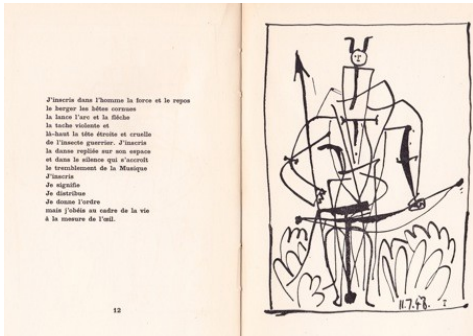 J'inscris dans l'homme la force et le repos
le berger les bêtes cornues
la lance l'arc et la flèche
la tache violente et
là-haut la tête étroite et cruelle
de l'insecte guerrier. J'inscris
la danse repliée sur son espace
et dans le silence qui s'accroît
le tremblement de la Musique
J'inscris
Je signifie
Je distribue
Je donne l'ordre
mais j'obéis au cadre de la vie
à la mesure de l'œil.
12
11.7.48. I